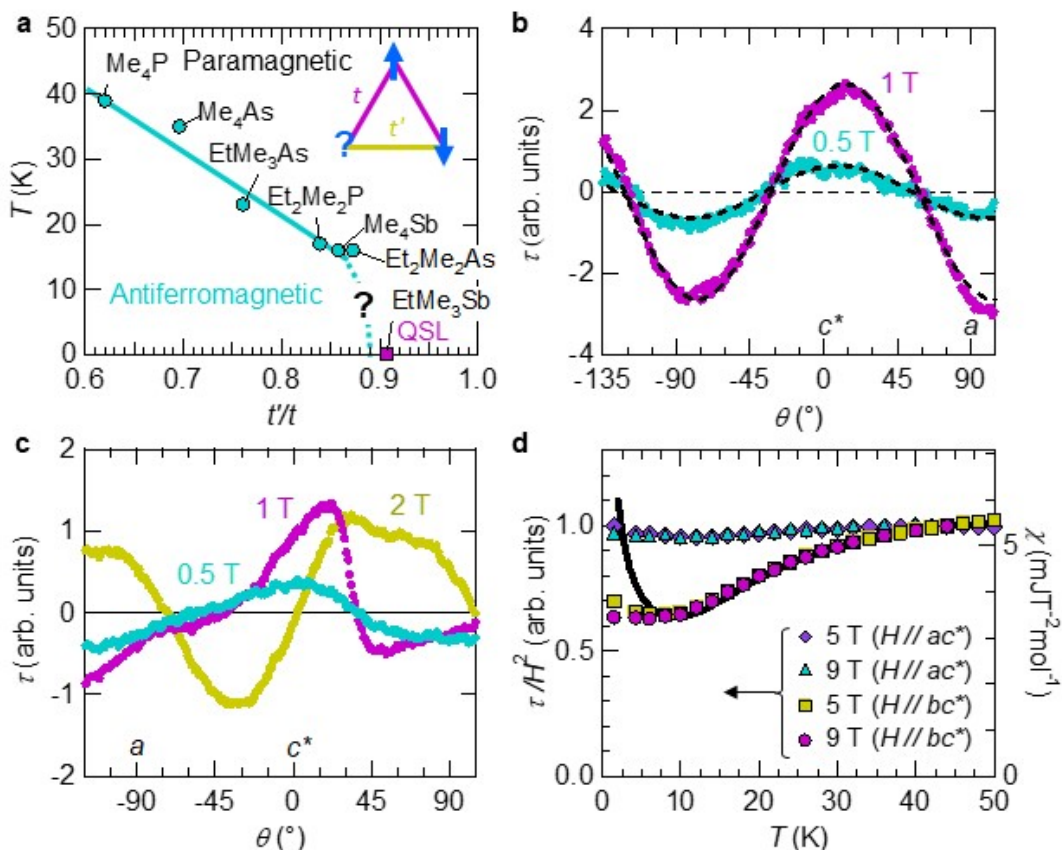 a
50
40
30
20
10
0
T (K)
Me₄P
Paramagnetic
Me₄As
EtMe₃As
Et₂Me₂P
Me₄Sb
Et₂Me₂As
Antiferromagnetic
?
EtMe₃Sb
QSL
t
t'
?
0.6 0.7 0.8 0.9 1.0
t'/t
b
4
2
0
-2
-4
τ (arb. units)
1 T
0.5 T
c* a
-135 -90 -45 0 45 90
θ (°)
c
2
1
0
-1
-2
τ (arb. units)
1 T 2 T
0.5 T
a c*
-90 -45 0 45 90
θ (°)
d
1.0
0.5
0.0
τ/H² (arb. units)
5 T (H // ac*)
9 T (H // ac*)
5 T (H // bc*)
9 T (H // bc*)
5
0
χ (mJT⁻²mol⁻¹)
0 10 20 30 40 50
T (K)